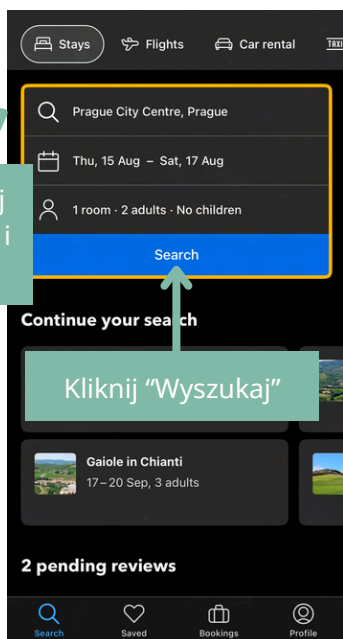 Stays
Flights
Car rental
TAXI
Prague City Centre, Prague
Thu, 15 Aug – Sat, 17 Aug
j
i
1 room · 2 adults · No children
Search
Continue your search
Kliknij “Wyszukaj”
Gaiole in Chianti
17–20 Sep, 3 adults
2 pending reviews
Search
Saved
Bookings
Profile